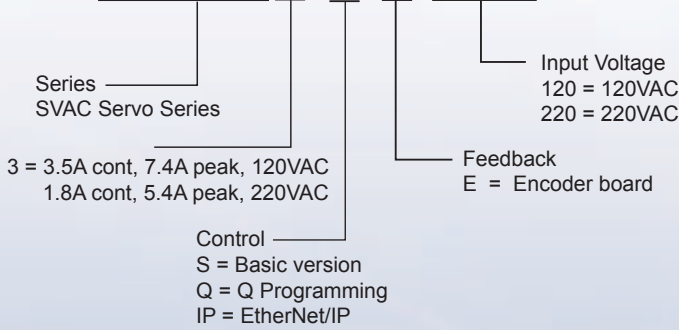 Series
SVAC Servo Series
3 = 3.5A cont, 7.4A peak, 120VAC
1.8A cont, 5.4A peak, 220VAC
Control
S = Basic version
Q = Q Programming
IP = EtherNet/IP
Input Voltage
120 = 120VAC
220 = 220VAC
Feedback
E = Encoder board